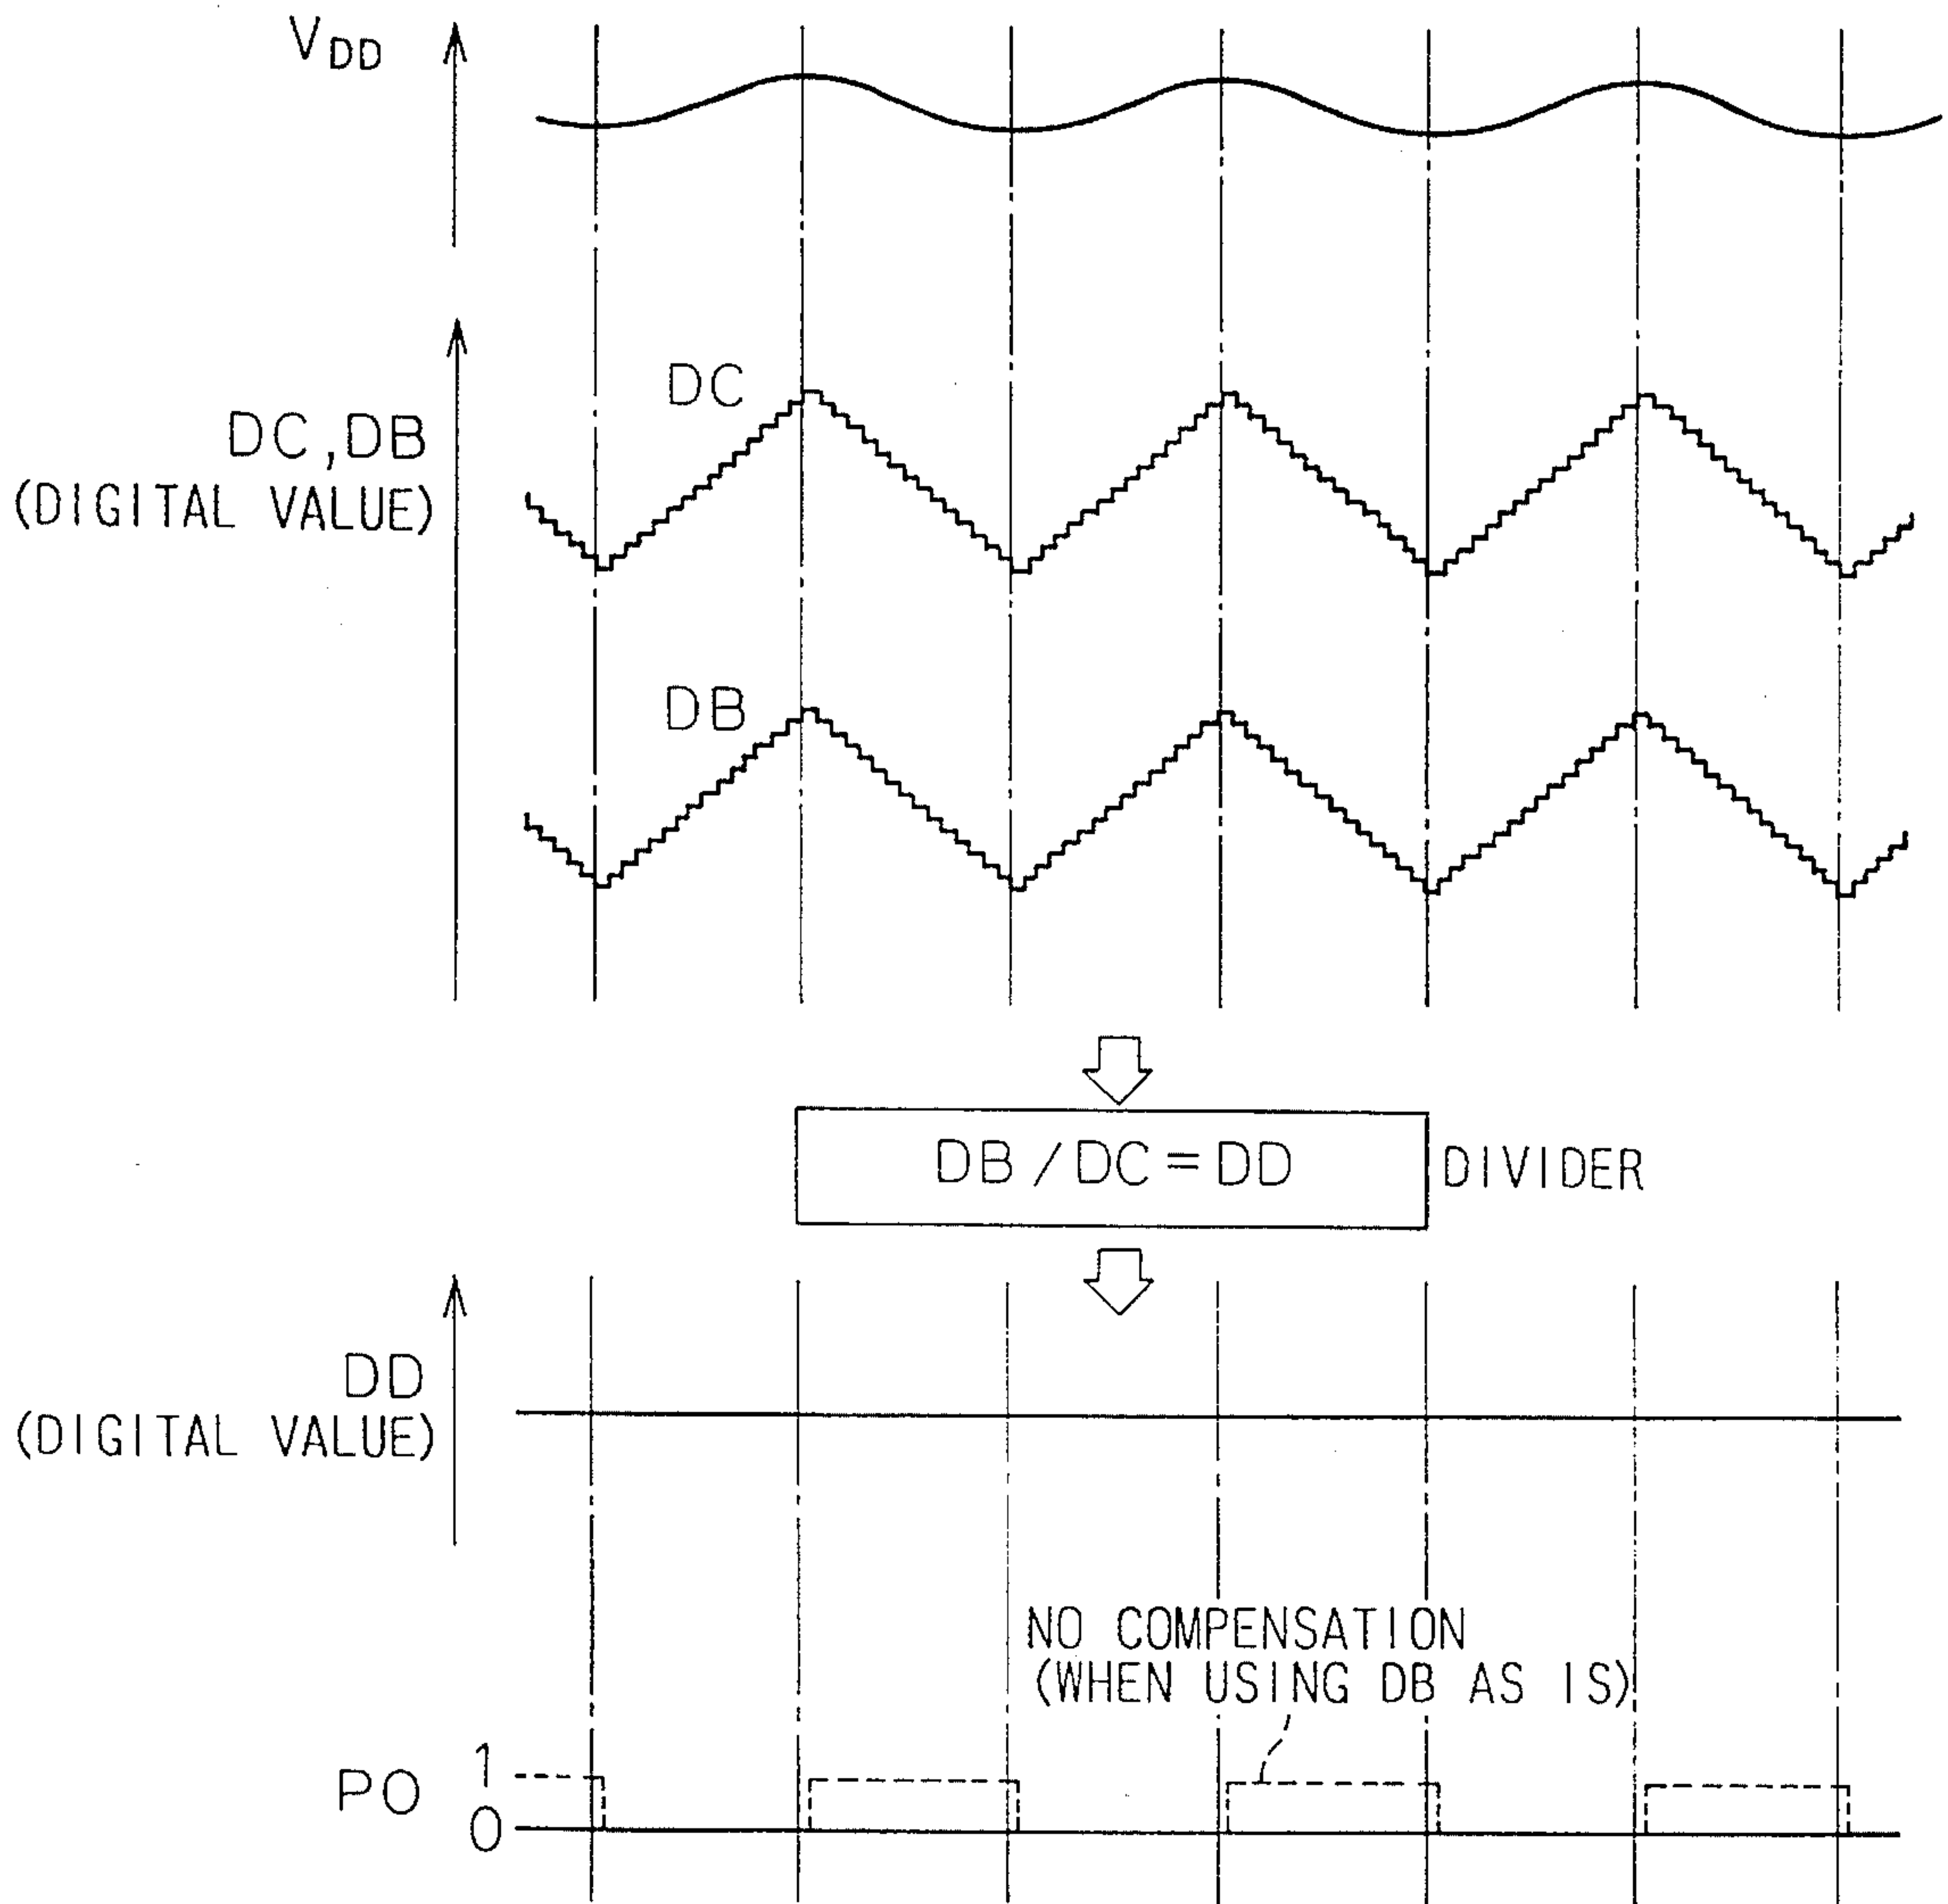 VDD
DC
DC,DB
(DIGITAL VALUE)
DB
DB/DC=DD
DIVIDER
DD
(DIGITAL VALUE)
NO COMPENSATION
(WHEN USING DB AS IS)
1
PO
0